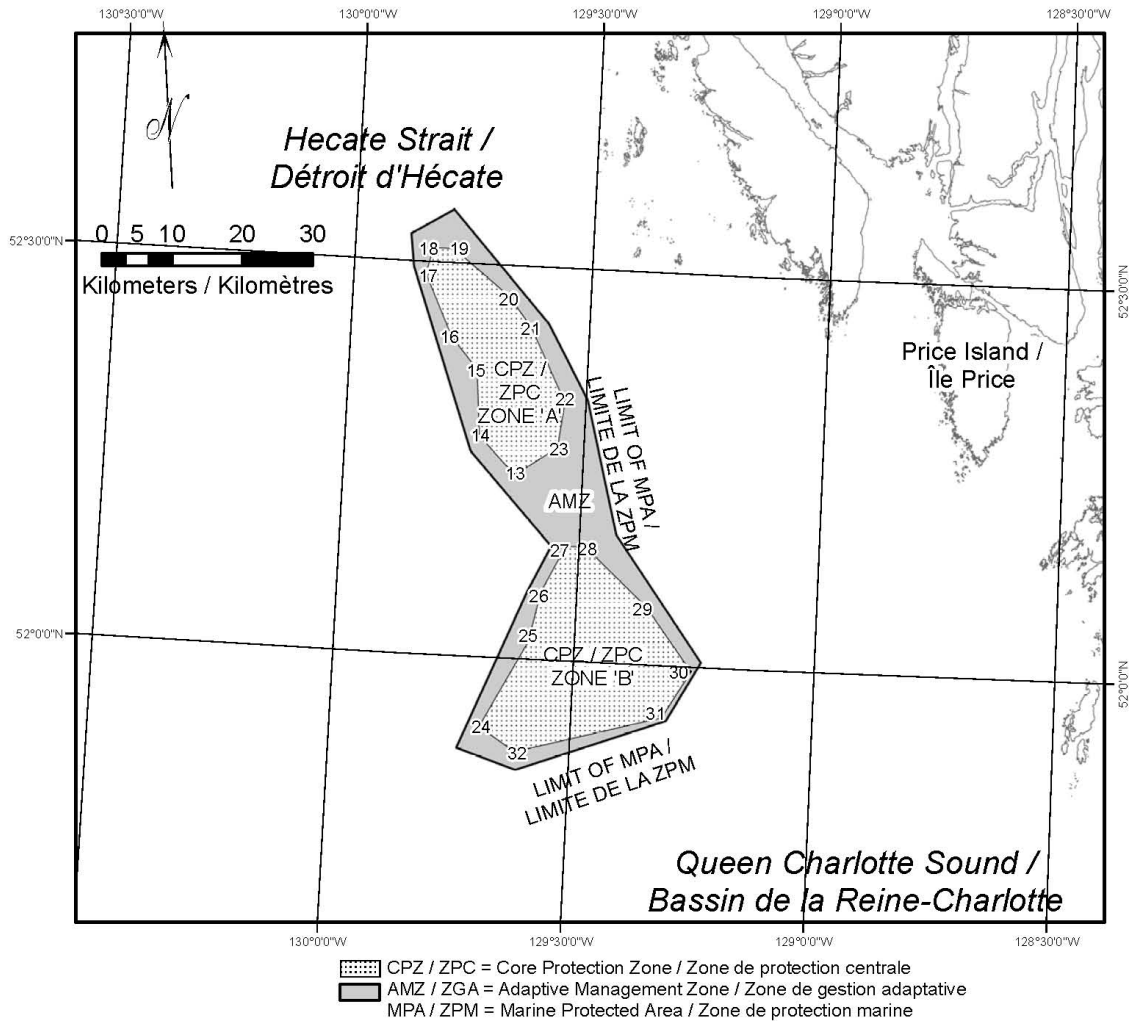 130°30'0"W
130°0'0"W
129°30'0"W
129°0'0"W
128°30'0"W
N
Hecate Strait /
Détroit d'Hécate
52°30'0"N
0 5 10 20 30
Kilometers / Kilomètres
52°30'0"N
18 19
17
20
21
16
15
CPZ /
ZPC
ZONE 'A'
22
14
23
13
Price Island /
Île Price
LIMIT OF MPA /
LIMITE DE LA ZPM
AMZ
27 28
26
29
25
52°0'0"N
CPZ / ZPC
ZONE 'B'
30
52°0'0"N
31
24
32
LIMIT OF MPA /
LIMITE DE LA ZPM
Queen Charlotte Sound /
Bassin de la Reine-Charlotte
130°0'0"W
129°30'0"W
129°0'0"W
128°30'0"W
CPZ / ZPC = Core Protection Zone / Zone de protection centrale
AMZ / ZGA = Adaptive Management Zone / Zone de gestion adaptative
MPA / ZPM = Marine Protected Area / Zone de protection marine